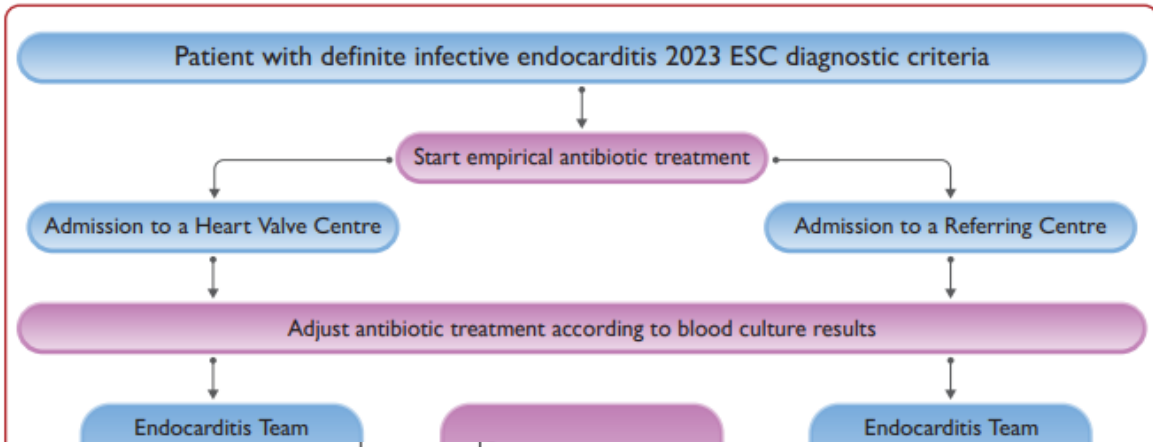 Patient with definite infective endocarditis 2023 ESC diagnostic criteria
Start empirical antibiotic treatment
Admission to a Heart Valve Centre
Admission to a Referring Centre
Adjust antibiotic treatment according to blood culture results
Endocarditis Team
Endocarditis Team